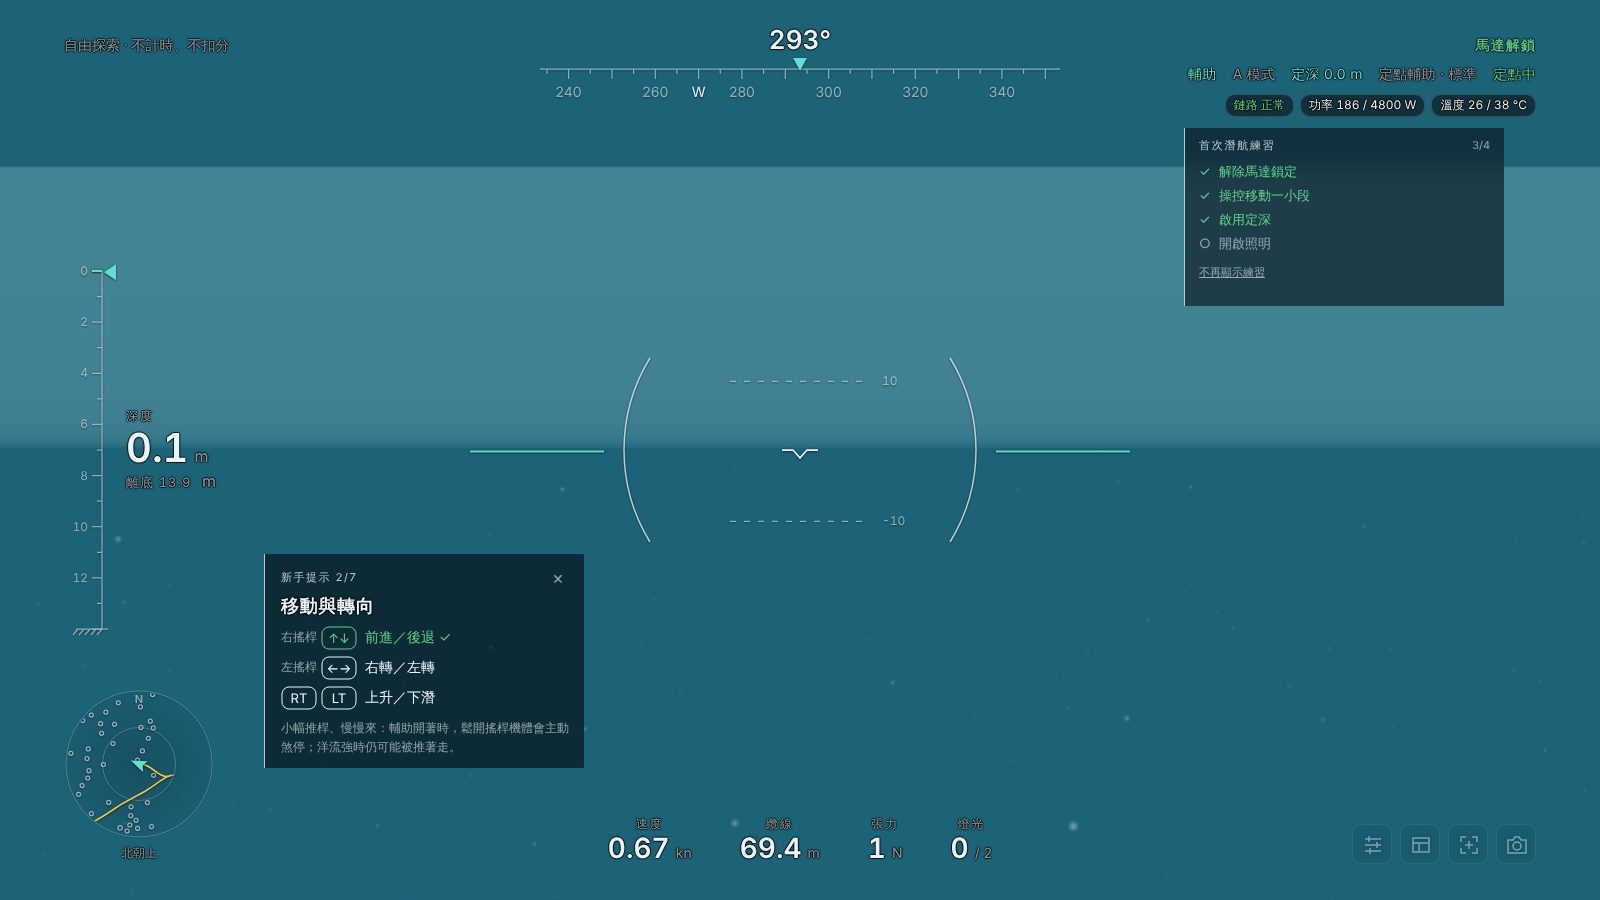 自由探索 · 不計時、不扣分
293°
240 260 W 280 300 320 340
馬達解鎖
輔助 A 模式 定深 0.0 m 定點輔助 · 標準 定點中
鏈路 正常 功率 186 / 4800 W 溫度 26 / 38 °C
首次潛航練習 3/4
解除馬達鎖定
操控移動一小段
啟用定深
開啟照明
不再顯示練習
0
2
4
6
8
10
12
深度
0.1 m
離底 13.9 m
10
-10
新手提示 2/7
移動與轉向
右搖桿 前進／後退
左搖桿 右轉／左轉
RT LT 上升／下潛
小幅推桿、慢慢來：輔助開著時，鬆開搖桿機體會主動
煞停；洋流強時仍可能被推著走。
N
北朝上
速度 纜線 張力 燈光
0.67 kn 69.4 m 1 N 0 / 2